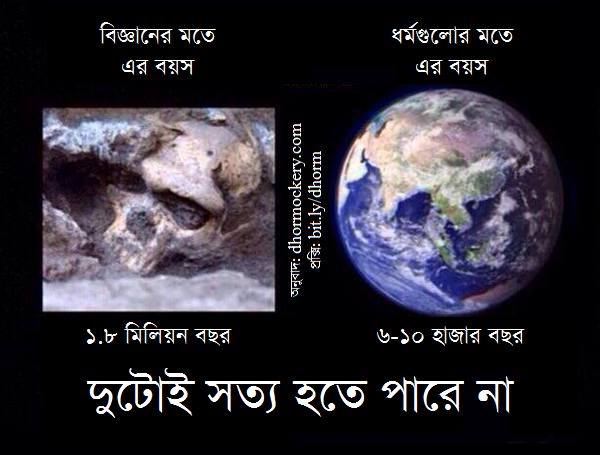 বিজ্ঞানের মতে
এর বয়স
ধর্মগুলোর মতে
এর বয়স
অনুবাদ: dhormockery.com
প্রক্সি: bit.ly/dhorm
১.৮ মিলিয়ন বছর
৬-১০ হাজার বছর
দুটোই সত্য হতে পারে না